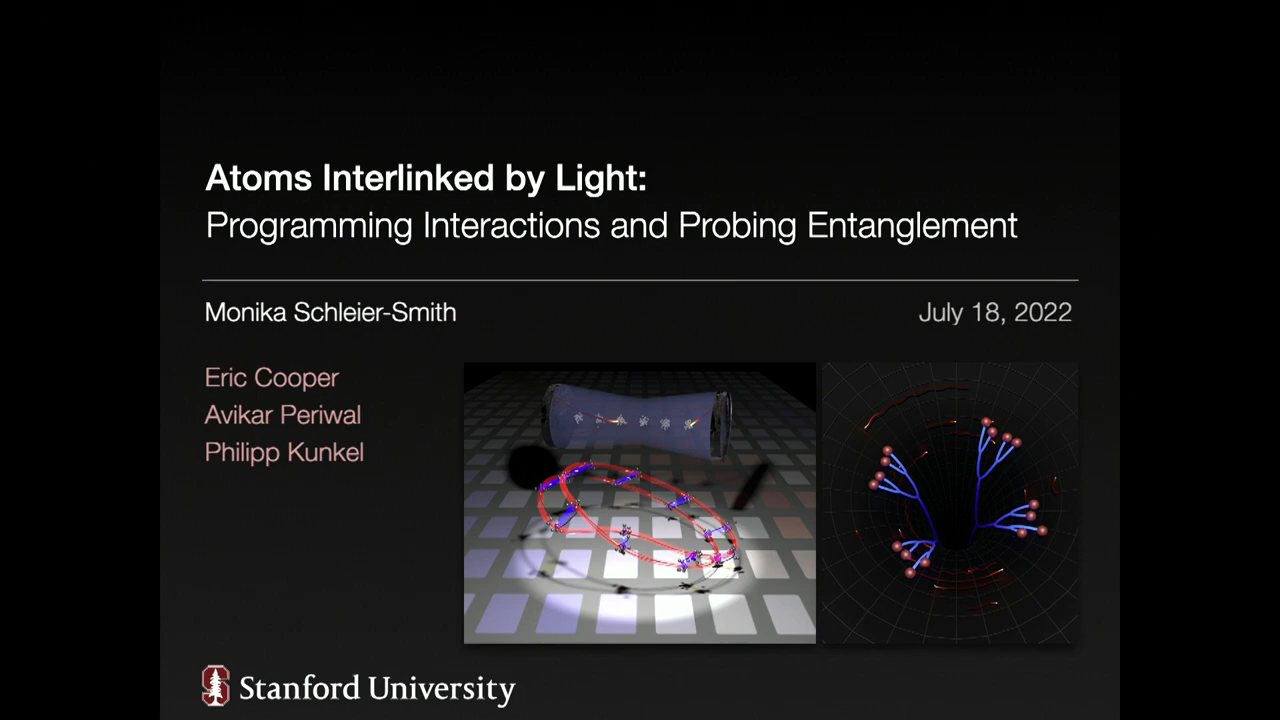 Atoms Interlinked by Light:
Programming Interactions and Probing Entanglement
Monika Schleier-Smith
July 18, 2022
Eric Cooper
Avikar Periwal
Philipp Kunkel
Stanford University